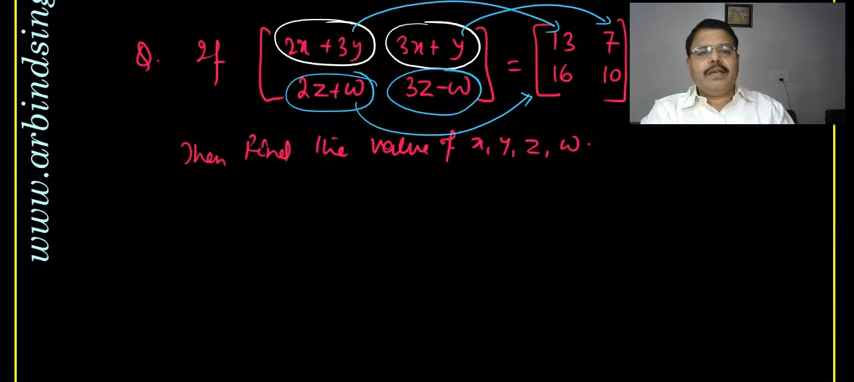 Q. If [ 2x + 3y 3x + y ] = [ 13 7 ]
[ 2z + w 3z - w ] [ 16 10 ]
Then Find the value of x, y, z, w.
www.arbindsing